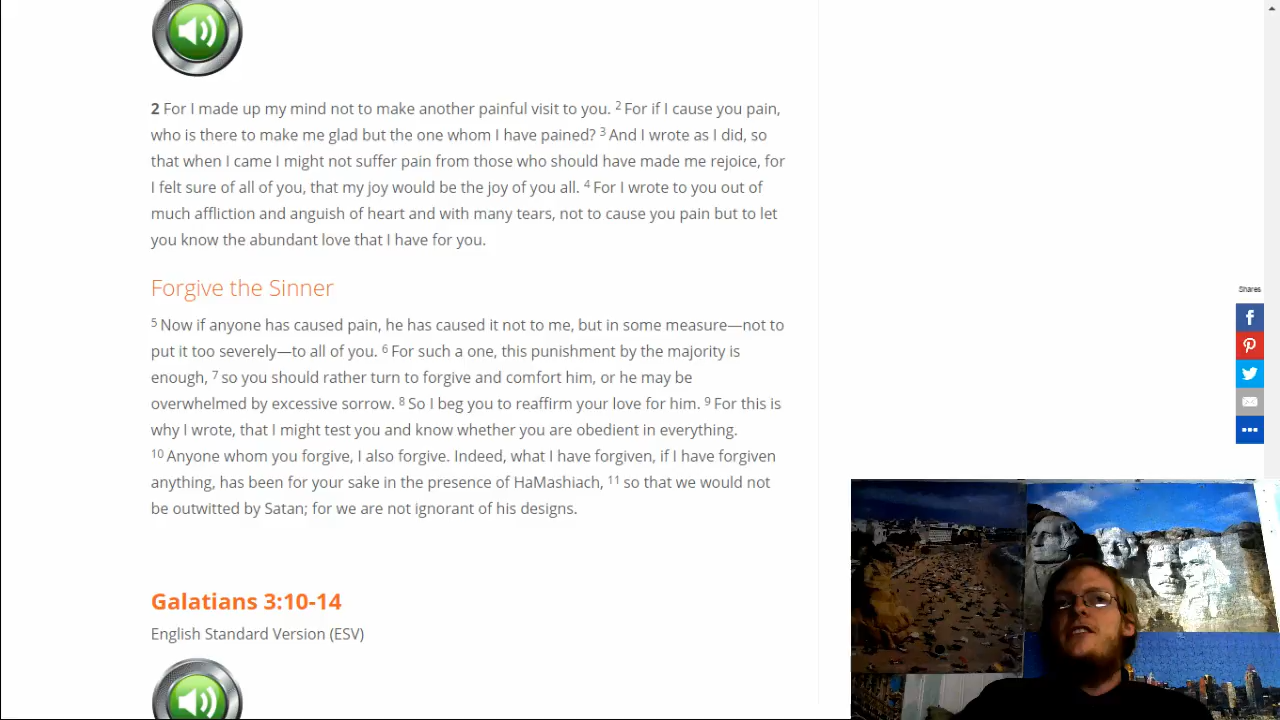 2 For I made up my mind not to make another painful visit to you. 2 For if I cause you pain,
who is there to make me glad but the one whom I have pained? 3 And I wrote as I did, so
that when I came I might not suffer pain from those who should have made me rejoice, for
I felt sure of all of you, that my joy would be the joy of you all. 4 For I wrote to you out of
much affliction and anguish of heart and with many tears, not to cause you pain but to let
you know the abundant love that I have for you.
Forgive the Sinner
5 Now if anyone has caused pain, he has caused it not to me, but in some measure—not to
put it too severely—to all of you. 6 For such a one, this punishment by the majority is
enough, 7 so you should rather turn to forgive and comfort him, or he may be
overwhelmed by excessive sorrow. 8 So I beg you to reaffirm your love for him. 9 For this is
why I wrote, that I might test you and know whether you are obedient in everything.
10 Anyone whom you forgive, I also forgive. Indeed, what I have forgiven, if I have forgiven
anything, has been for your sake in the presence of HaMashiach, 11 so that we would not
be outwitted by Satan; for we are not ignorant of his designs.
Galatians 3:10-14
English Standard Version (ESV)
Shares